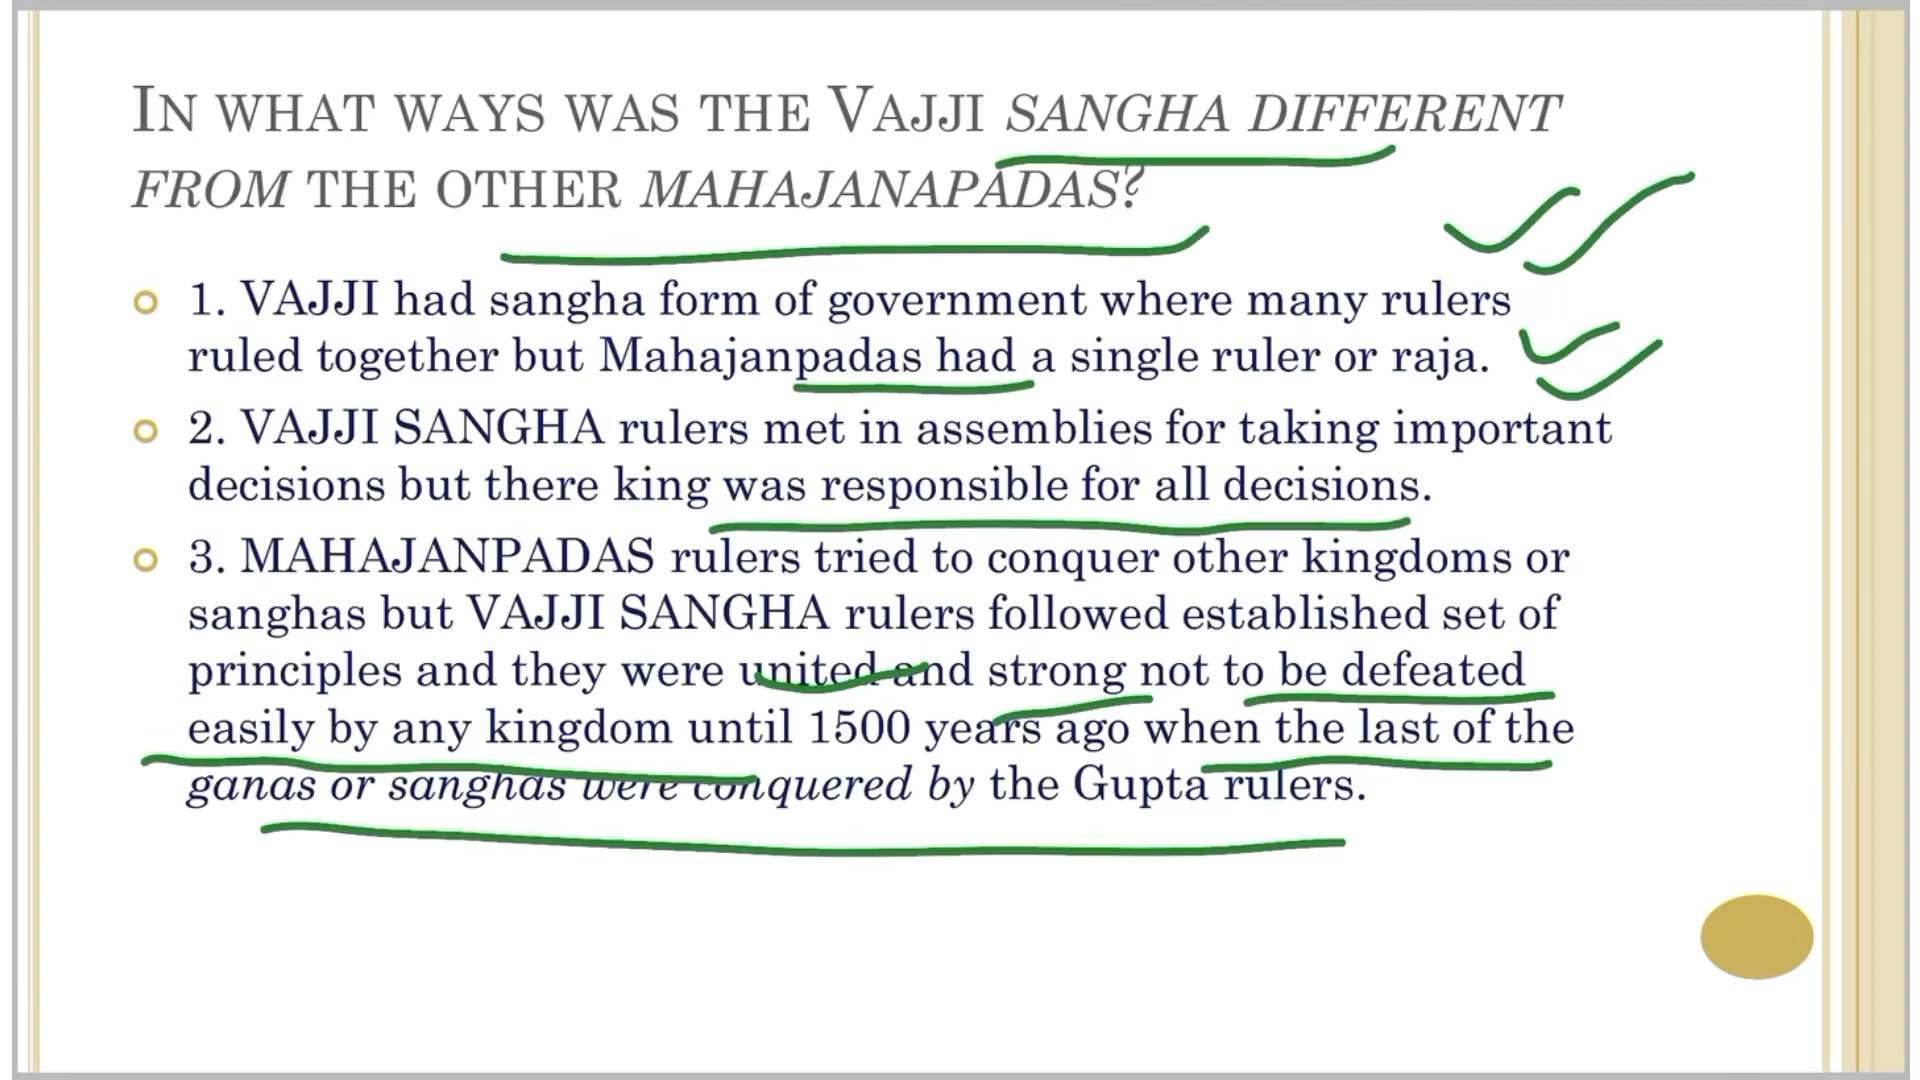 In what ways was the Vajji sangha different
from the other mahajanapadas?
1. VAJJI had sangha form of government where many rulers
ruled together but Mahajanpadas had a single ruler or raja.
2. VAJJI SANGHA rulers met in assemblies for taking important
decisions but there king was responsible for all decisions.
3. MAHAJANPADAS rulers tried to conquer other kingdoms or
sanghas but VAJJI SANGHA rulers followed established set of
principles and they were united and strong not to be defeated
easily by any kingdom until 1500 years ago when the last of the
ganas or sanghas were conquered by the Gupta rulers.